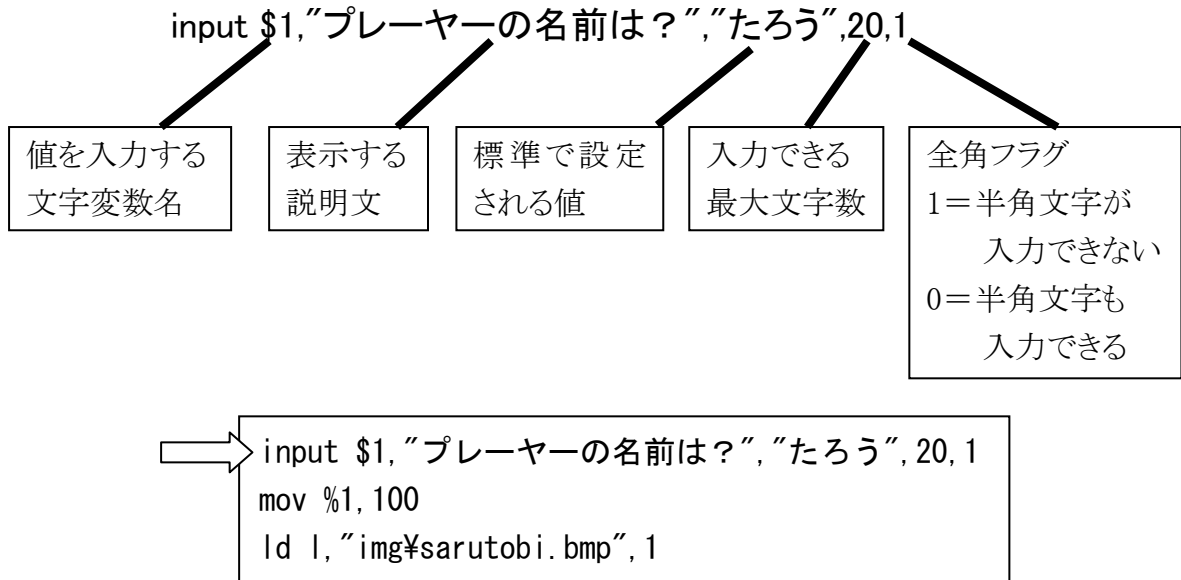 input $1,"プレーヤーの名前は？","たろう",20,1
値を入力する
文字変数名
表示する
説明文
標準で設定
される値
入力できる
最大文字数
全角フラグ
1＝半角文字が
入力できない
0＝半角文字も
入力できる
input $1,"プレーヤーの名前は？","たろう",20,1
mov %1,100
ld l,"img¥sarutobi.bmp",1